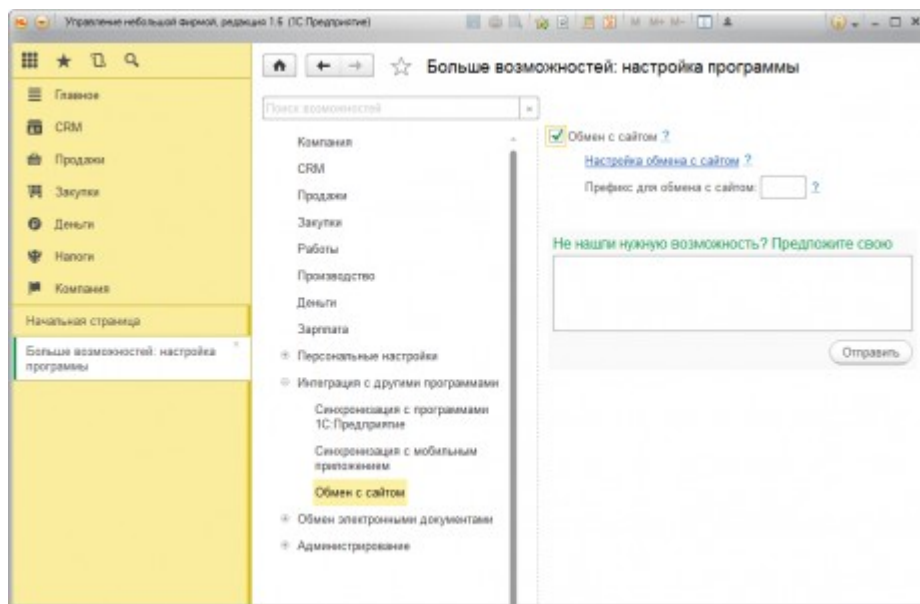 Управление небольшой фирмой, редакция 1.6 (1С:Предприятие)
M M+ M-
Больше возможностей: настройка программы
Главное
CRM
Продажи
Закупки
Деньги
Налоги
Компания
Начальная страница
Больше возможностей: настройка
программы
Поиск возможностей
Компания
CRM
Продажи
Закупки
Работы
Производство
Деньги
Зарплата
Персональные настройки
Интеграция с другими программами
Синхронизация с программами
1С:Предприятие
Синхронизация с мобильным
приложением
Обмен с сайтом
Обмен электронными документами
Администрирование
Обмен с сайтом ?
Настройка обмена с сайтом ?
Префикс для обмена с сайтом: ?
Не нашли нужную возможность? Предложите свою
Отправить